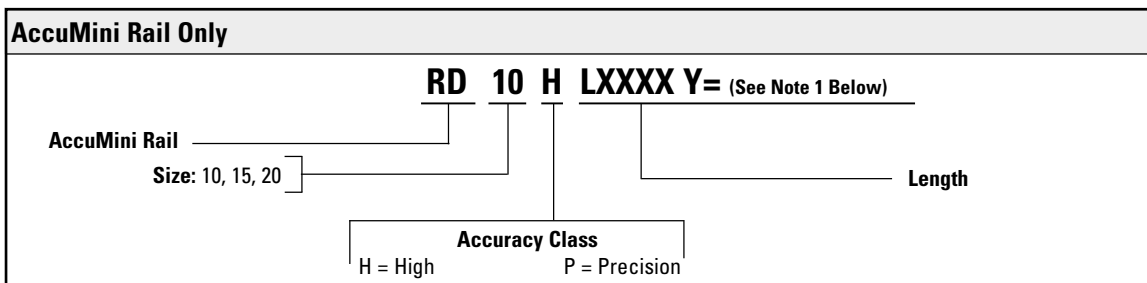 AccuMini Rail Only
RD 10 H LXXXX Y= (See Note 1 Below)
AccuMini Rail
Size: 10, 15, 20
Length
Accuracy Class
H = High P = Precision